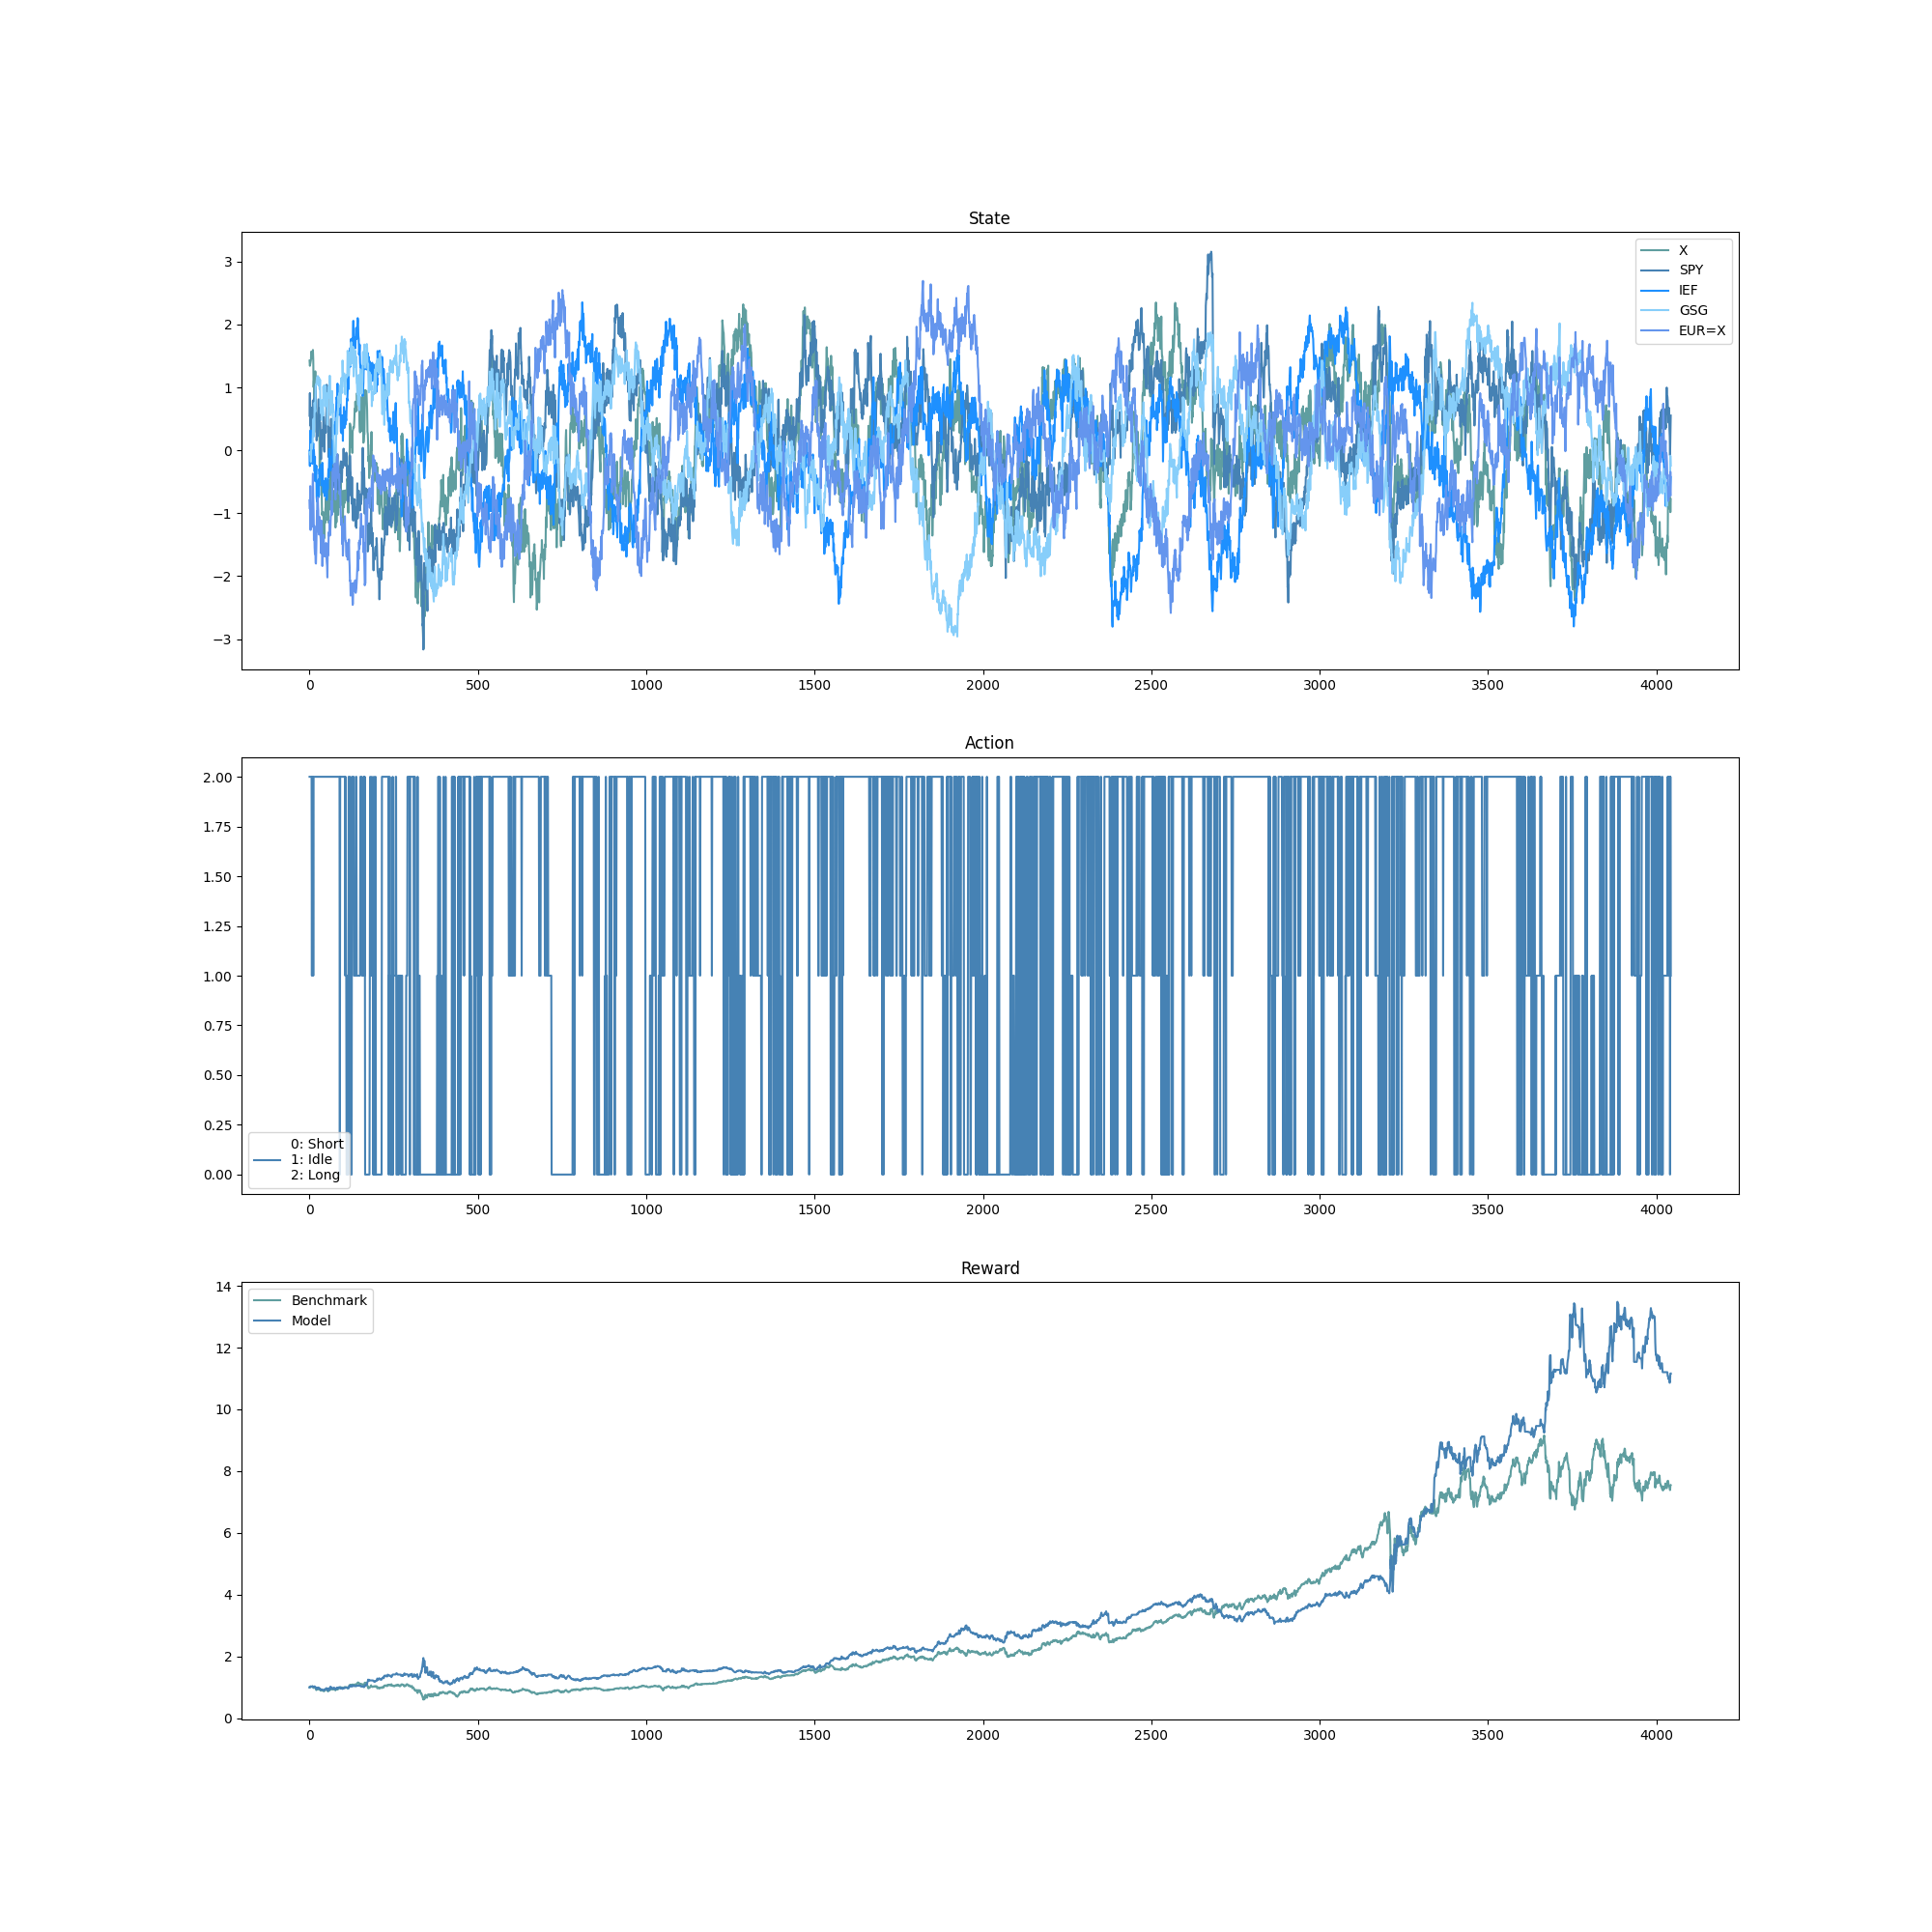 State
3
2
1
0
−1
−2
−3
X
SPY
IEF
GSG
EUR=X
0 500 1000 1500 2000 2500 3000 3500 4000
Action
2.00
1.75
1.50
1.25
1.00
0.75
0.50
0.25
0.00
0: Short
1: Idle
2: Long
0 500 1000 1500 2000 2500 3000 3500 4000
Reward
14
12
10
8
6
4
2
0
Benchmark
Model
0 500 1000 1500 2000 2500 3000 3500 4000